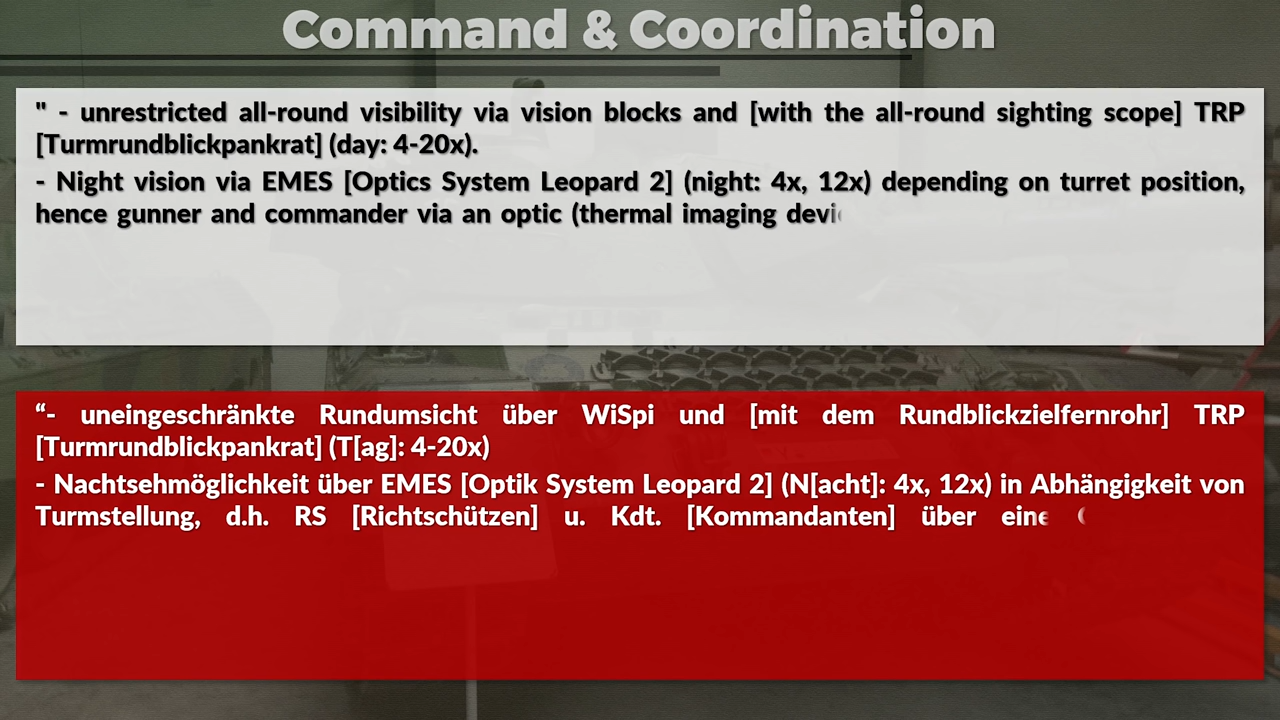 Command & Coordination
" - unrestricted all-round visibility via vision blocks and [with the all-round sighting scope] TRP
[Turmrundblickpankrat] (day: 4-20x).
- Night vision via EMES [Optics System Leopard 2] (night: 4x, 12x) depending on turret position,
hence gunner and commander via an optic (thermal imaging
“- uneingeschränkte Rundumsicht über WiSpi und [mit dem Rundblickzielfernrohr] TRP
[Turmrundblickpankrat] (T[ag]: 4-20x)
- Nachtsehmöglichkeit über EMES [Optik System Leopard 2] (N[acht]: 4x, 12x) in Abhängigkeit von
Turmstellung, d.h. RS [Richtschützen] u. Kdt. [Kommandanten] über eine